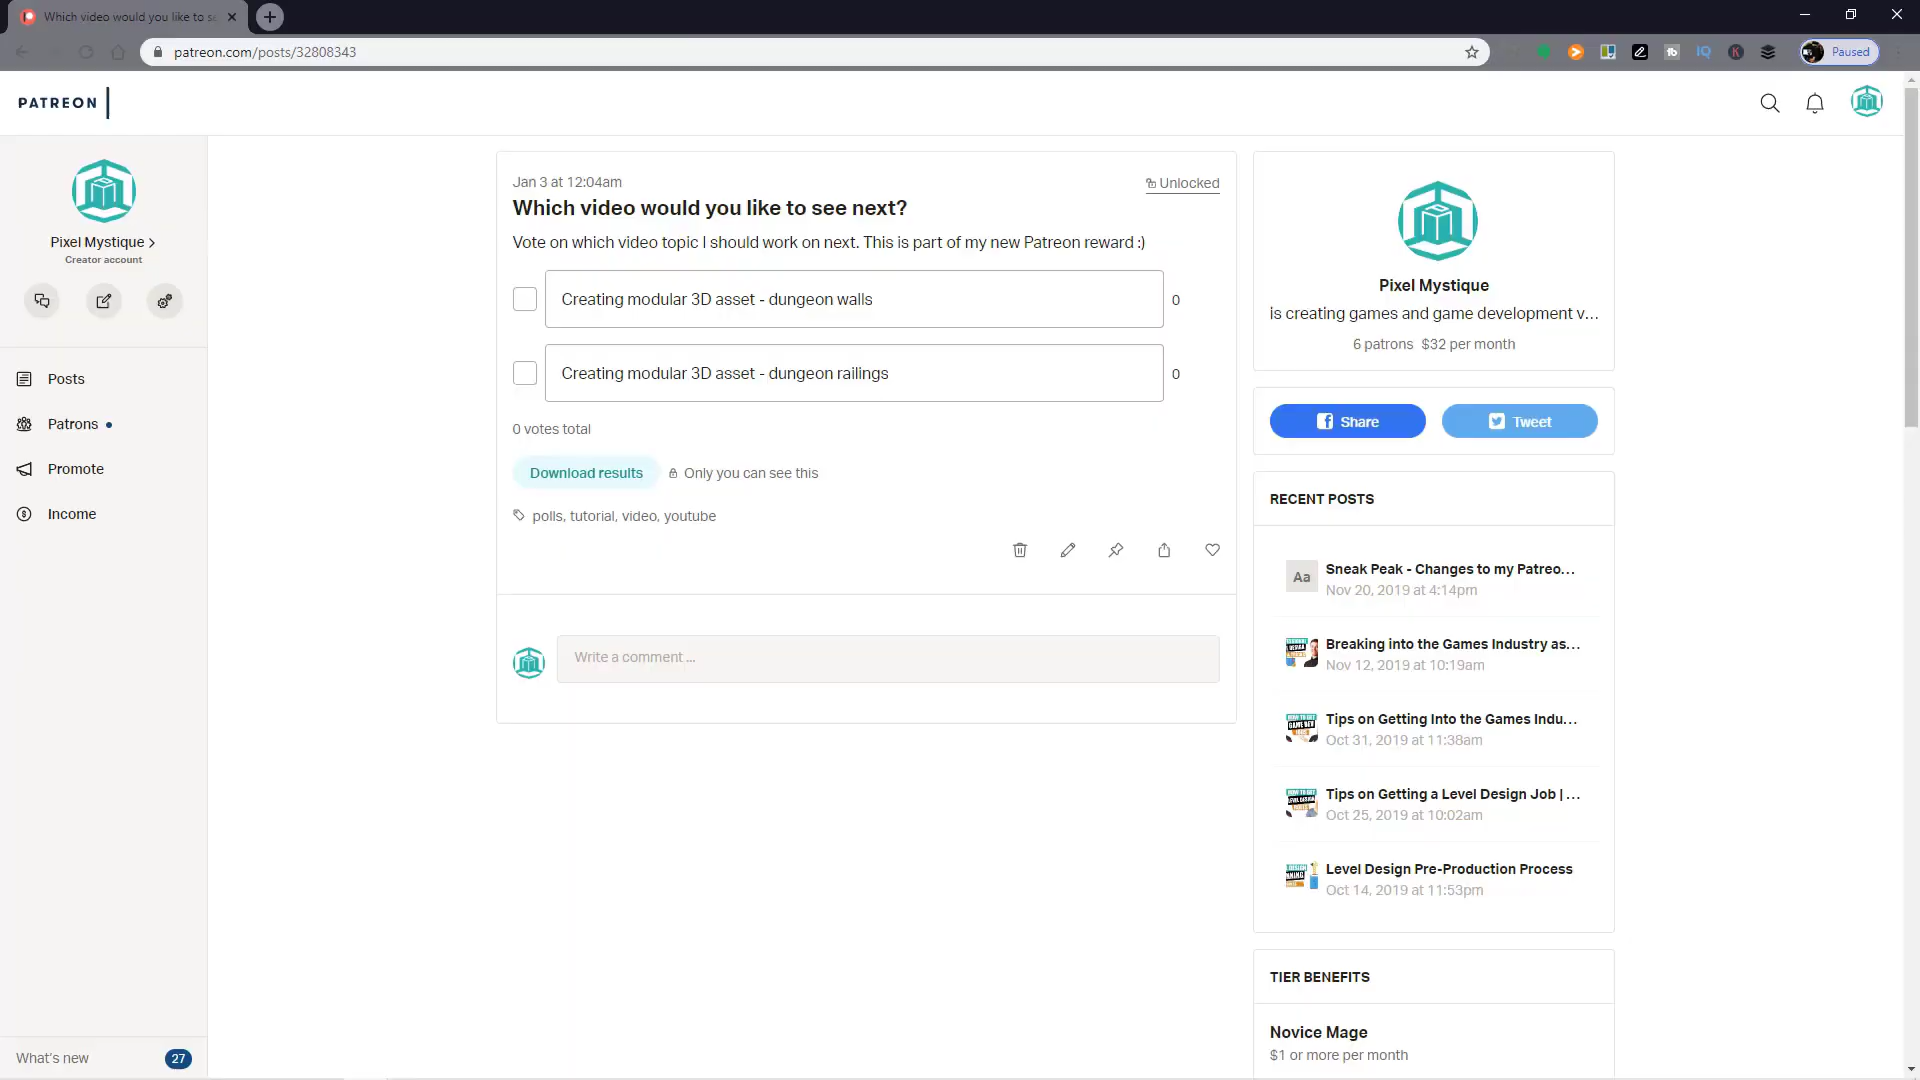 Which video would you like to se
patreon.com/posts/32808343
Paused
PATREON
Pixel Mystique
Creator account
Posts
Patrons
Promote
Income
What's new
27
Jan 3 at 12:04am
Unlocked
Which video would you like to see next?
Vote on which video topic I should work on next. This is part of my new Patreon reward :)
Creating modular 3D asset - dungeon walls
0
Creating modular 3D asset - dungeon railings
0
0 votes total
Download results
Only you can see this
polls, tutorial, video, youtube
Write a comment ...
Pixel Mystique
is creating games and game development v...
6 patrons $32 per month
Share
Tweet
RECENT POSTS
Aa
Sneak Peak - Changes to my Patreo...
Nov 20, 2019 at 4:14pm
Breaking into the Games Industry as...
Nov 12, 2019 at 10:19am
Tips on Getting Into the Games Indu...
Oct 31, 2019 at 11:38am
Tips on Getting a Level Design Job | ...
Oct 25, 2019 at 10:02am
Level Design Pre-Production Process
Oct 14, 2019 at 11:53pm
TIER BENEFITS
Novice Mage
$1 or more per month